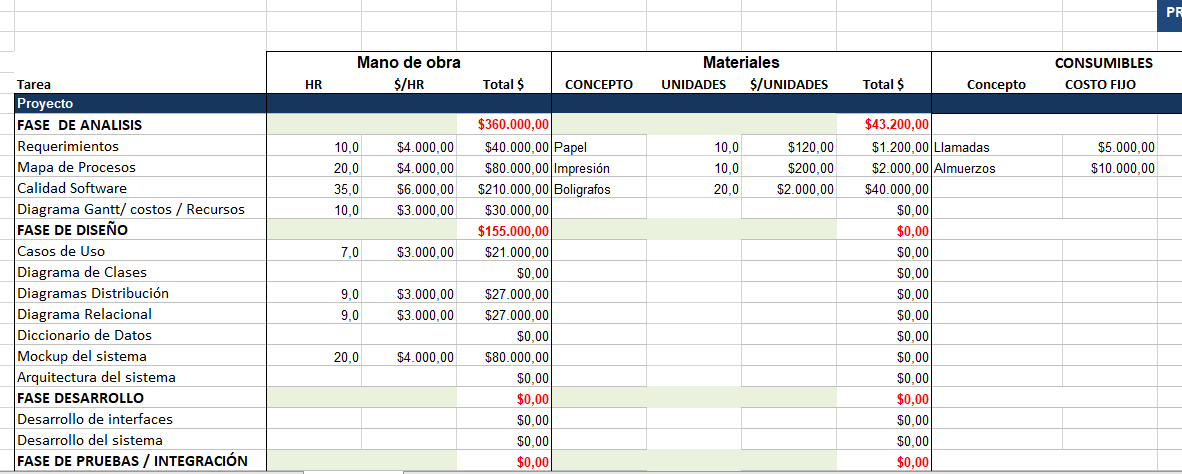 PR
Mano de obra Materiales CONSUMIBLES
Tarea HR $/HR Total $ CONCEPTO UNIDADES $/UNIDADES Total $ Concepto COSTO FIJO
Proyecto
FASE DE ANALISIS $360.000,00 $43.200,00
Requerimientos 10,0 $4.000,00 $40.000,00 Papel 10,0 $120,00 $1.200,00 Llamadas $5.000,00
Mapa de Procesos 20,0 $4.000,00 $80.000,00 Impresión 10,0 $200,00 $2.000,00 Almuerzos $10.000,00
Calidad Software 35,0 $6.000,00 $210.000,00 Boligrafos 20,0 $2.000,00 $40.000,00
Diagrama Gantt/ costos / Recursos 10,0 $3.000,00 $30.000,00 $0,00
FASE DE DISEÑO $155.000,00 $0,00
Casos de Uso 7,0 $3.000,00 $21.000,00 $0,00
Diagrama de Clases $0,00 $0,00
Diagramas Distribución 9,0 $3.000,00 $27.000,00 $0,00
Diagrama Relacional 9,0 $3.000,00 $27.000,00 $0,00
Diccionario de Datos $0,00 $0,00
Mockup del sistema 20,0 $4.000,00 $80.000,00 $0,00
Arquitectura del sistema $0,00 $0,00
FASE DESARROLLO $0,00 $0,00
Desarrollo de interfaces $0,00 $0,00
Desarrollo del sistema $0,00 $0,00
FASE DE PRUEBAS / INTEGRACIÓN $0,00 $0,00